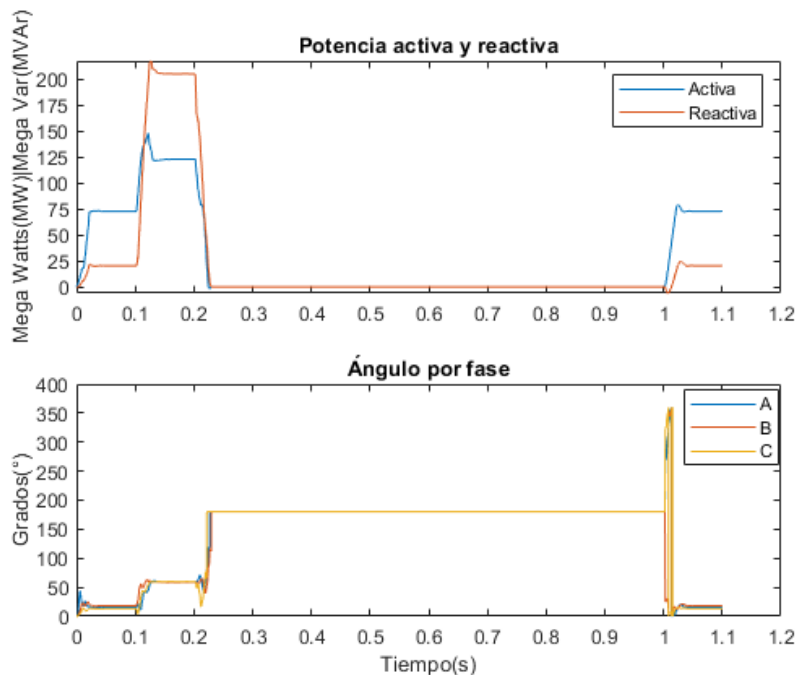 Potencia activa y reactiva
Mega Watts(MW)|Mega Var(MVAr)
200
175
150
125
100
75
50
25
0
Activa
Reactiva
0 0.1 0.2 0.3 0.4 0.5 0.6 0.7 0.8 0.9 1 1.1 1.2
Ángulo por fase
Grados(°)
400
350
300
250
200
150
100
50
0
A
B
C
0 0.1 0.2 0.3 0.4 0.5 0.6 0.7 0.8 0.9 1 1.1 1.2
Tiempo(s)